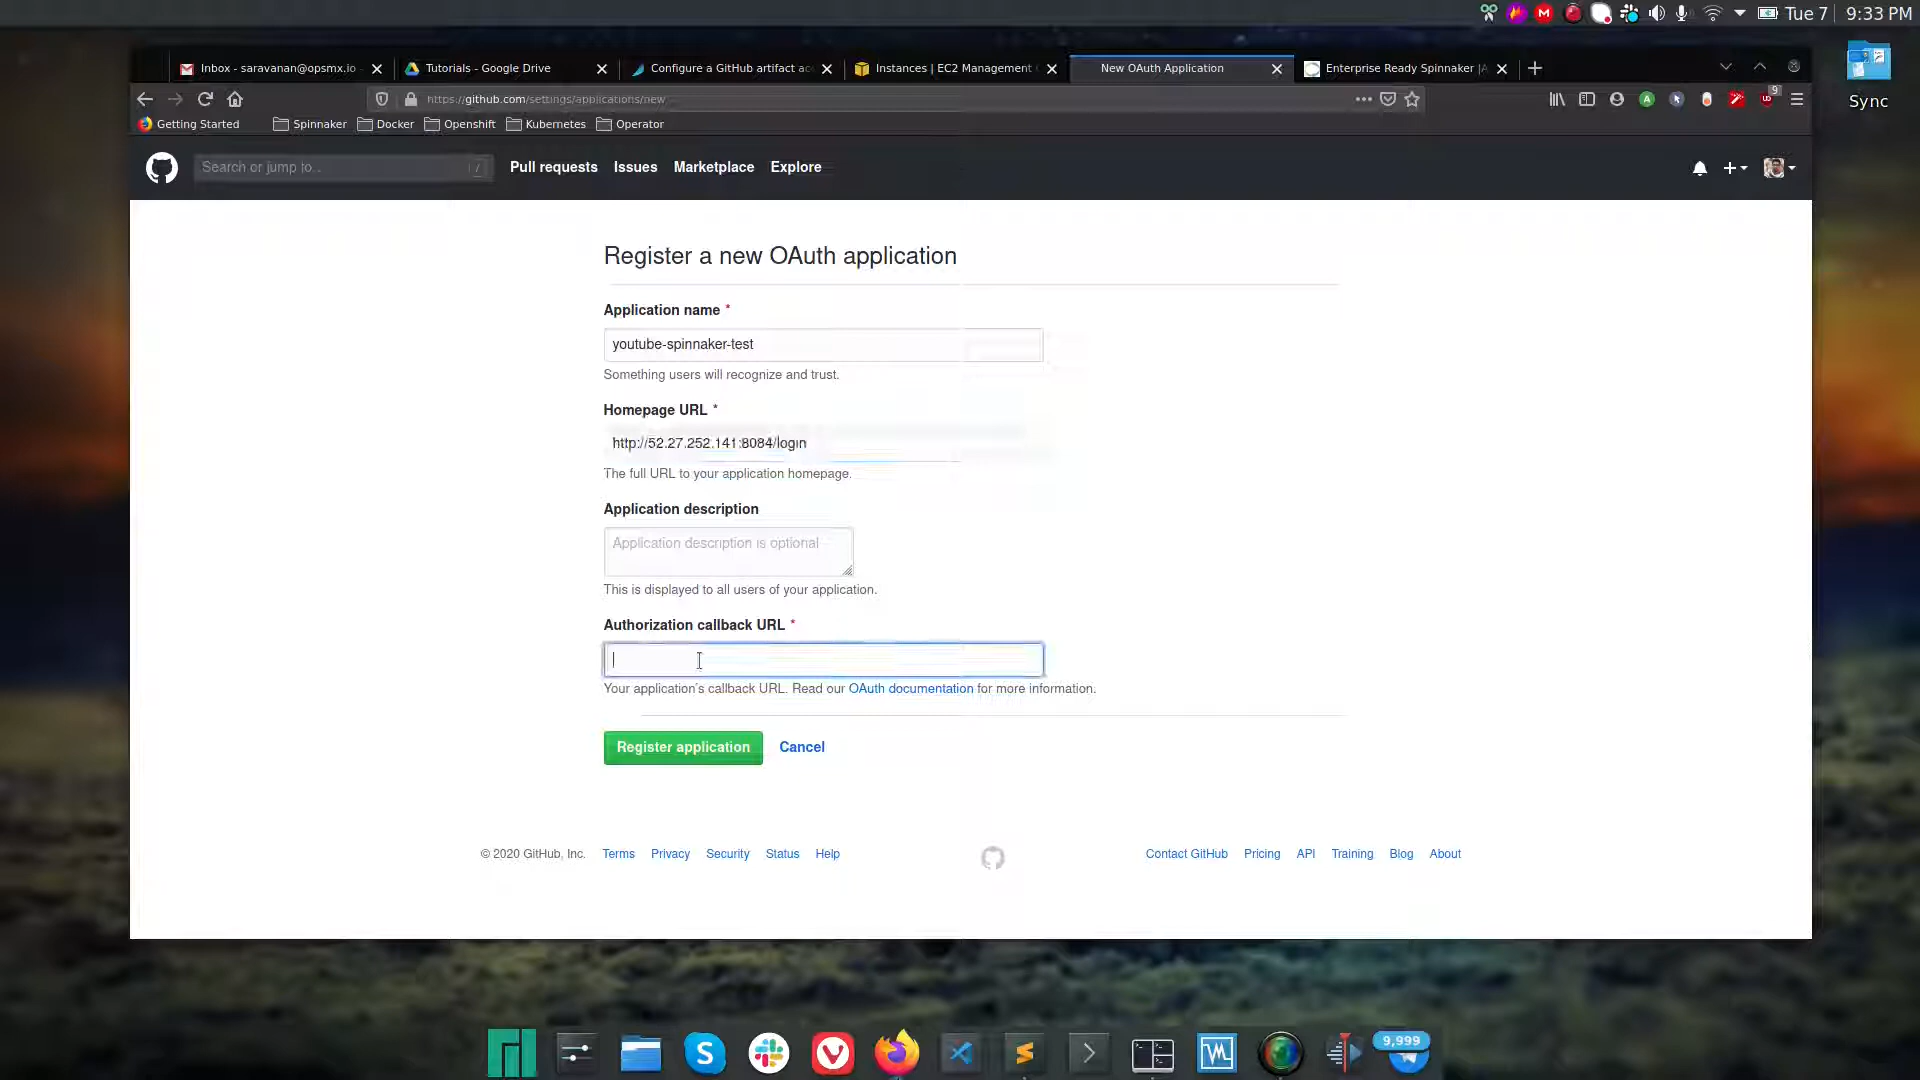 Tue 7 9:33 PM
Inbox - saravanan@opsmx.io -
Tutorials - Google Drive
Configure a GitHub artifact ac
Instances | EC2 Management
New OAuth Application
Enterprise Ready Spinnaker |A
https://github.com/settings/applications/new
9
Getting Started
Spinnaker
Docker
Openshift
Kubernetes
Operator
Sync
Search or jump to...
/
Pull requests
Issues
Marketplace
Explore
Register a new OAuth application
Application name *
youtube-spinnaker-test
Something users will recognize and trust.
Homepage URL *
http://52.27.252.141:8084/login
The full URL to your application homepage.
Application description
Application description is optional
This is displayed to all users of your application.
Authorization callback URL *
Your application's callback URL. Read our OAuth documentation for more information.
Register application
Cancel
© 2020 GitHub, Inc.
Terms
Privacy
Security
Status
Help
Contact GitHub
Pricing
API
Training
Blog
About
9,999